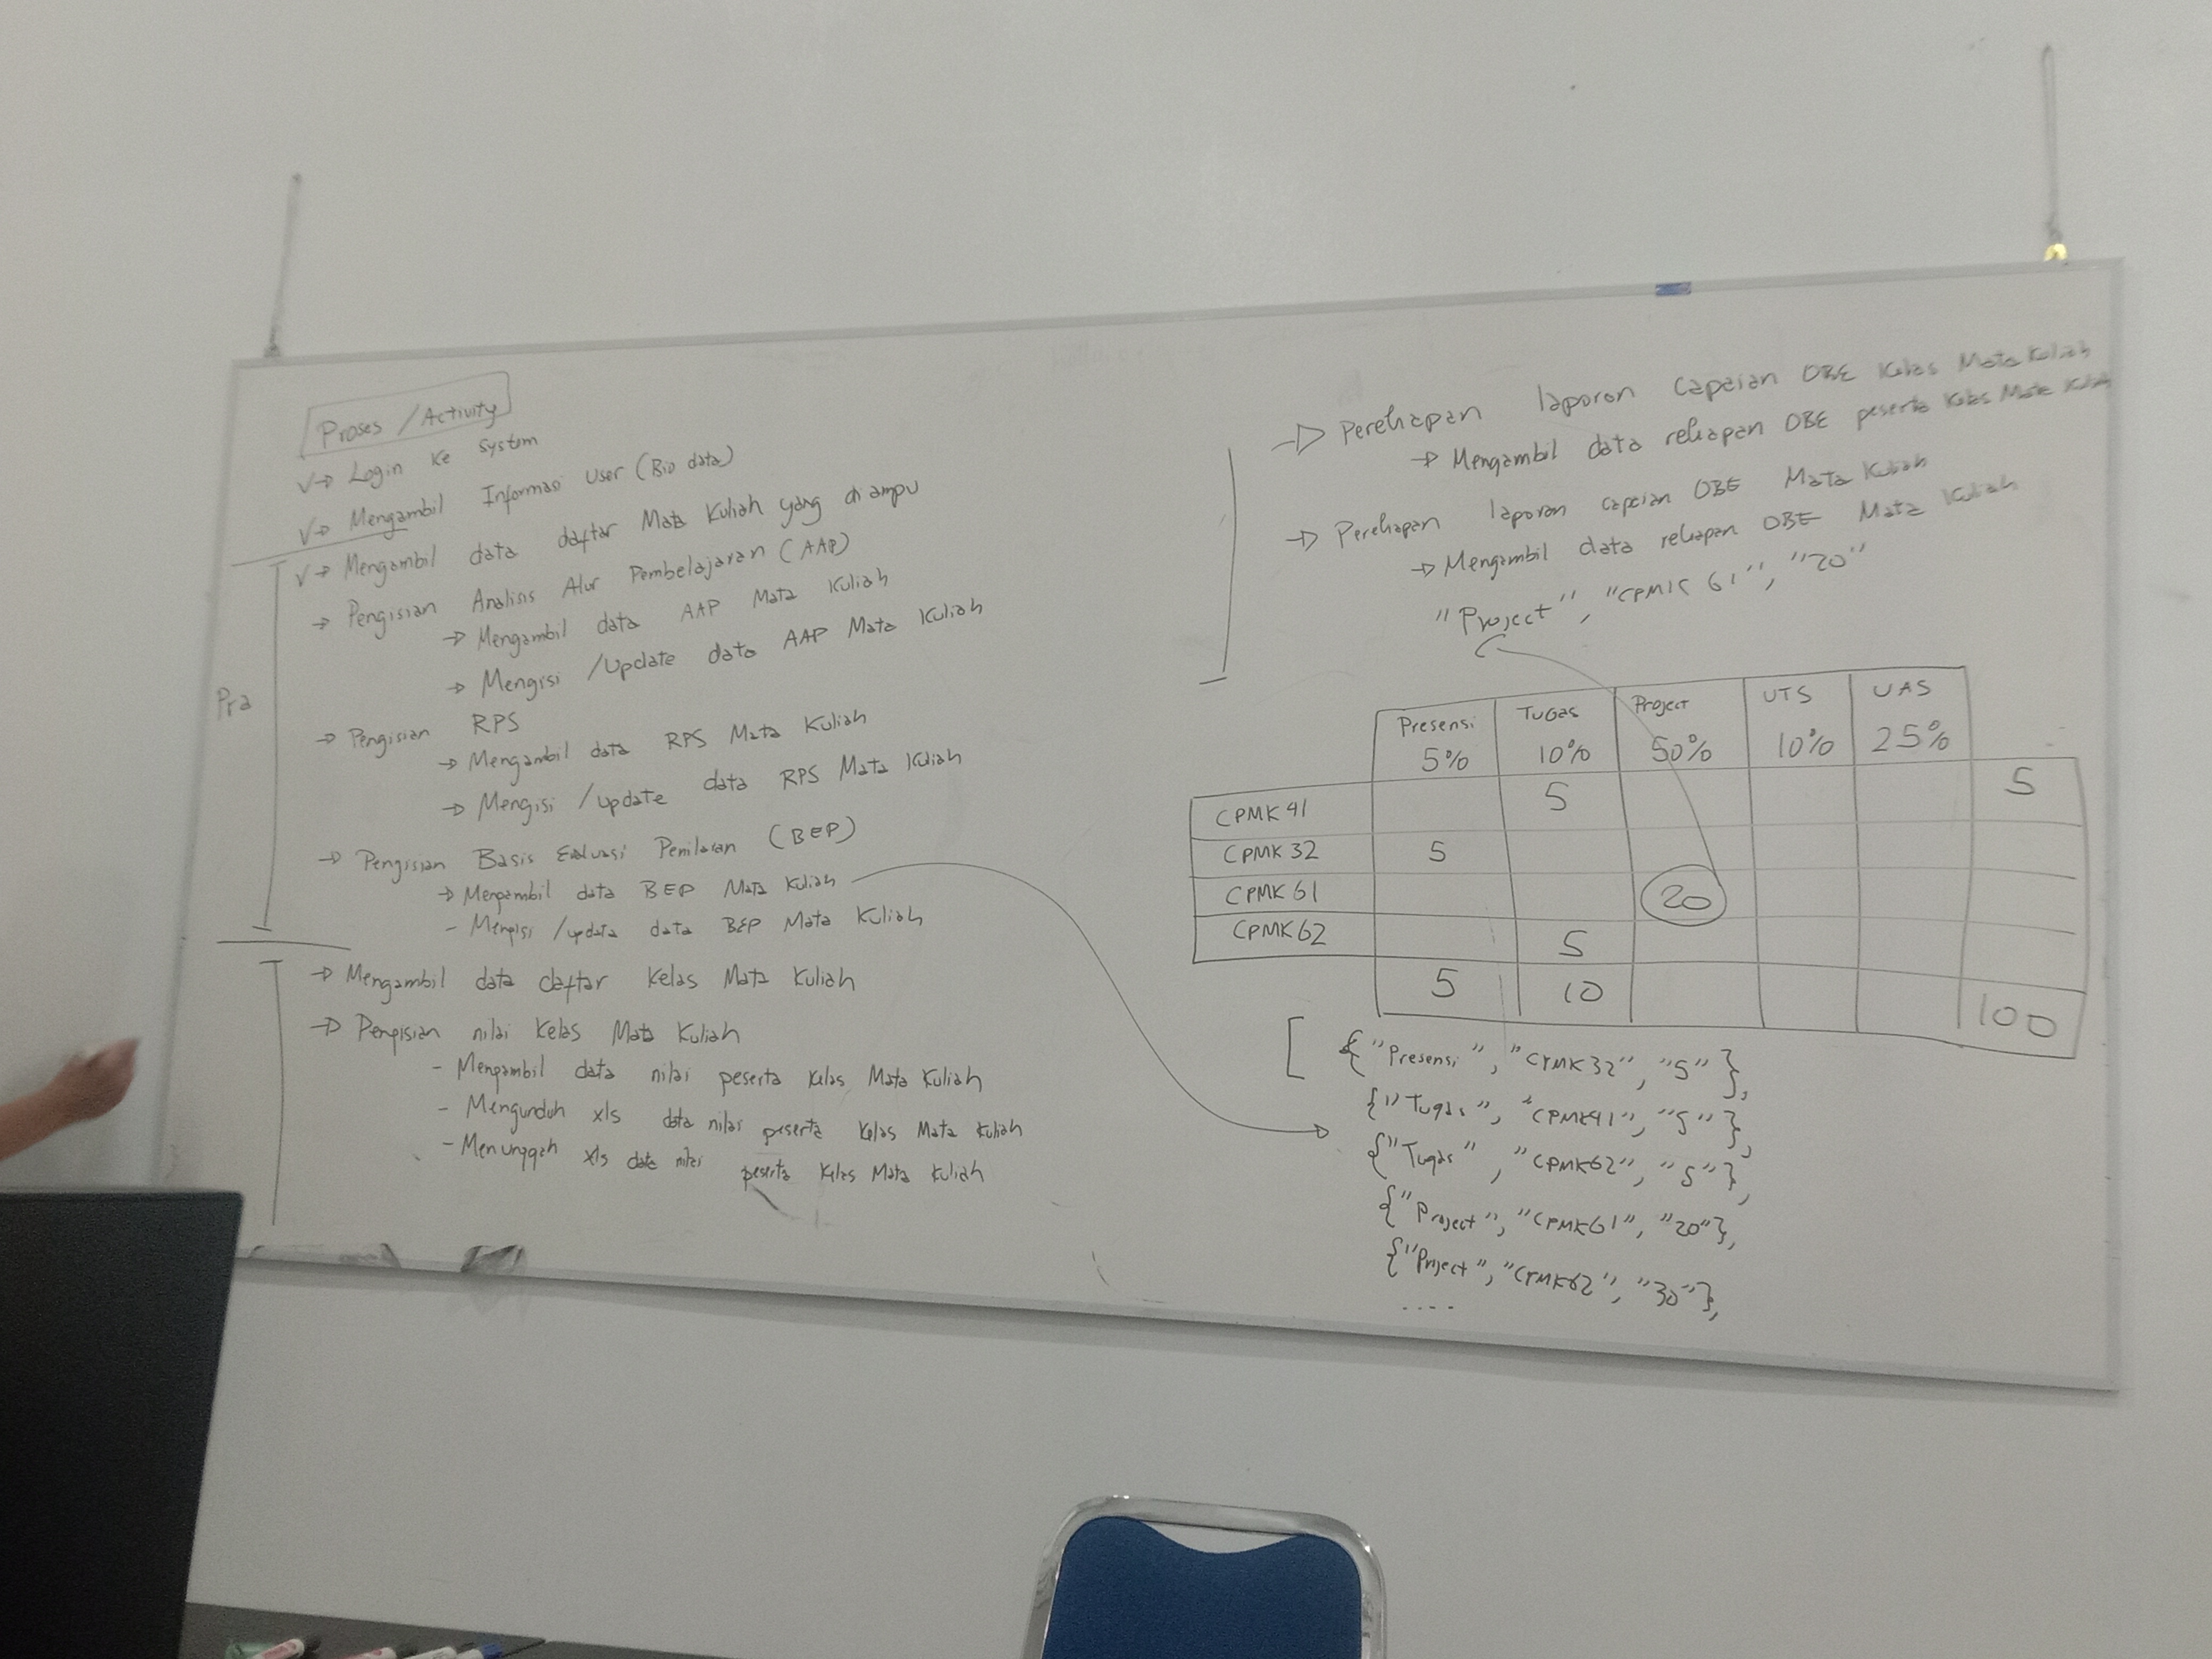 Proses / Activity
V→ Login ke system
V→ Mengambil Informasi User (Bio data)
V→ Mengambil data daftar Mata Kuliah yang diampu
→ Pengisian Analisis Alur Pembelajaran (AAP)
→ Mengambil data AAP Mata Kuliah
→ Mengisi /Update data AAP Mata Kuliah
Pra
→ Pengisian RPS
→ Mengambil data RPS Mata Kuliah
→ Mengisi /update data RPS Mata Kuliah
→ Pengisian Basis Evaluasi Penilaian (BEP)
→ Mengambil data BEP Mata Kuliah
- Mengisi /update data BEP Mata Kuliah
→ Mengambil data daftar Kelas Mata Kuliah
→ Pengisian nilai Kelas Mata Kuliah
- Mengambil data nilai peserta Kelas Mata Kuliah
- Mengunduh xls data nilai peserta Kelas Mata Kuliah
- Menunggah xls data nilai peserta Kelas Mata Kuliah
→ Perekapan laporan Capaian OBE Kelas Mata Kuliah
→ Mengambil data rekapan OBE peserta Kelas Mata Kuliah
→ Perekapan laporan capaian OBE Mata Kuliah
→ Mengambil data rekapan OBE Mata Kuliah
"Project", "CPMK 61", "20"
Presensi Tugas Project UTS UAS
5% 10% 50% 10% 25%
CPMK 41 5 5
CPMK 32 5
CPMK 61 20
CPMK 62 5
5 10 100
[ {"Presensi", "CPMK32", "5"},
{"Tugas", "CPMK41", "5"},
{"Tugas", "CPMK62", "5"},
{"Project", "CPMK61", "20"},
{"Project", "CPMK62", "30"},
....